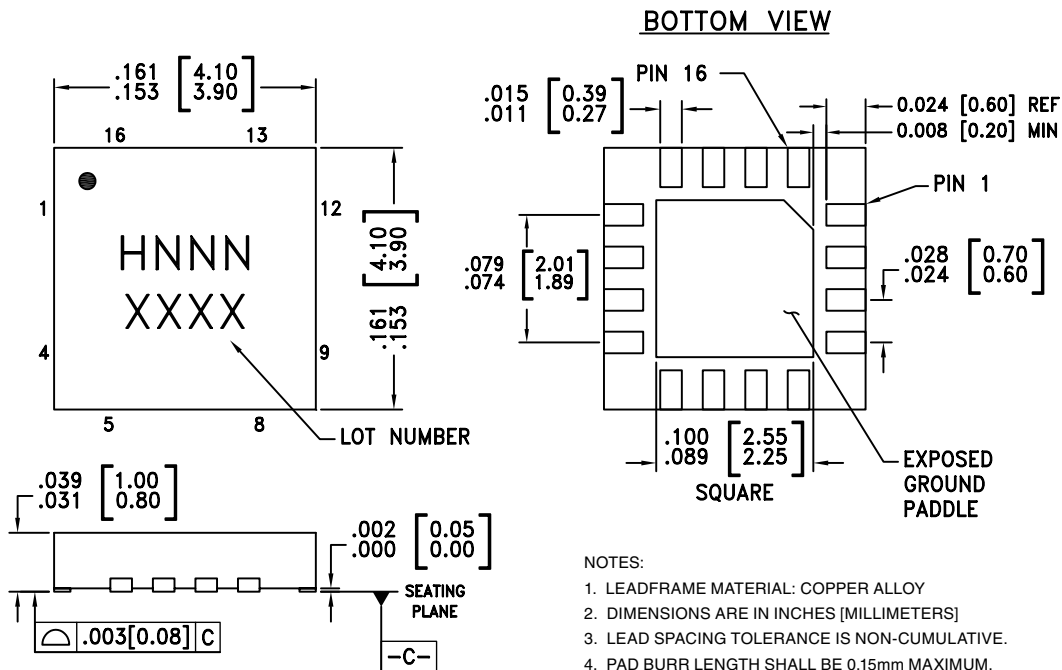 BOTTOM VIEW
.161 [4.10]
.153 [3.90]
16 13
1 12
HNNN
XXXX
4 9
5 8
.161 [4.10]
.153 [3.90]
LOT NUMBER
PIN 16
.015 [0.39]
.011 [0.27]
0.024 [0.60] REF
0.008 [0.20] MIN
PIN 1
.079 [2.01]
.074 [1.89]
.028 [0.70]
.024 [0.60]
.100 [2.55]
.089 [2.25]
SQUARE
EXPOSED
GROUND
PADDLE
.039 [1.00]
.031 [0.80]
.002 [0.05]
.000 [0.00]
SEATING
PLANE
.003[0.08] C
-C-
NOTES:
1. LEADFRAME MATERIAL: COPPER ALLOY
2. DIMENSIONS ARE IN INCHES [MILLIMETERS]
3. LEAD SPACING TOLERANCE IS NON-CUMULATIVE.
4. PAD BURR LENGTH SHALL BE 0.15mm MAXIMUM.